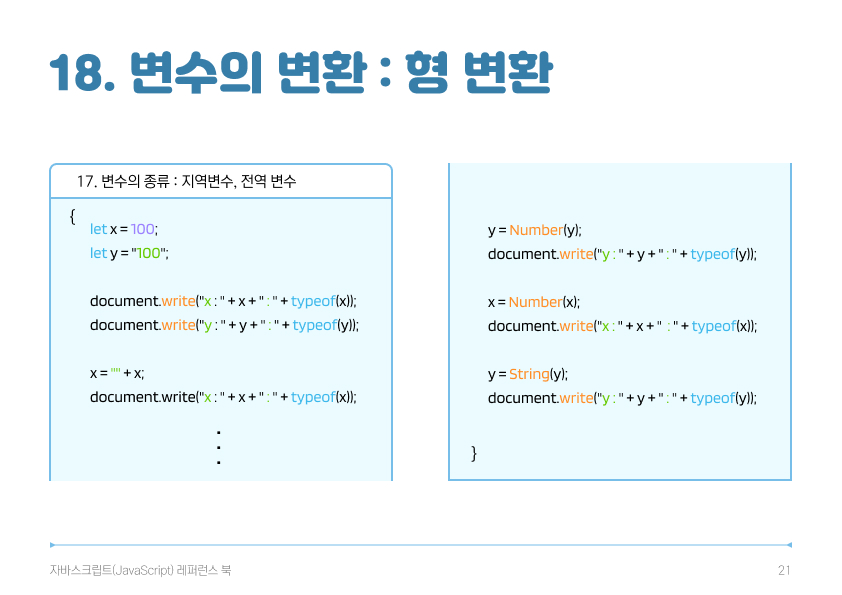 18. 변수의 변환 : 형 변환
17. 변수의 종류 : 지역변수, 전역 변수
{
let x = 100;
let y = "100";
document.write("x : " + x + " : " + typeof(x));
document.write("y : " + y + " : " + typeof(y));
x = "" + x;
document.write("x : " + x + " : " + typeof(x));
.
.
.
y = Number(y);
document.write("y : " + y + " : " + typeof(y));
x = Number(x);
document.write("x : " + x + " : " + typeof(x));
y = String(y);
document.write("y : " + y + " : " + typeof(y));
}
자바스크립트(JavaScript) 레퍼런스 북
21